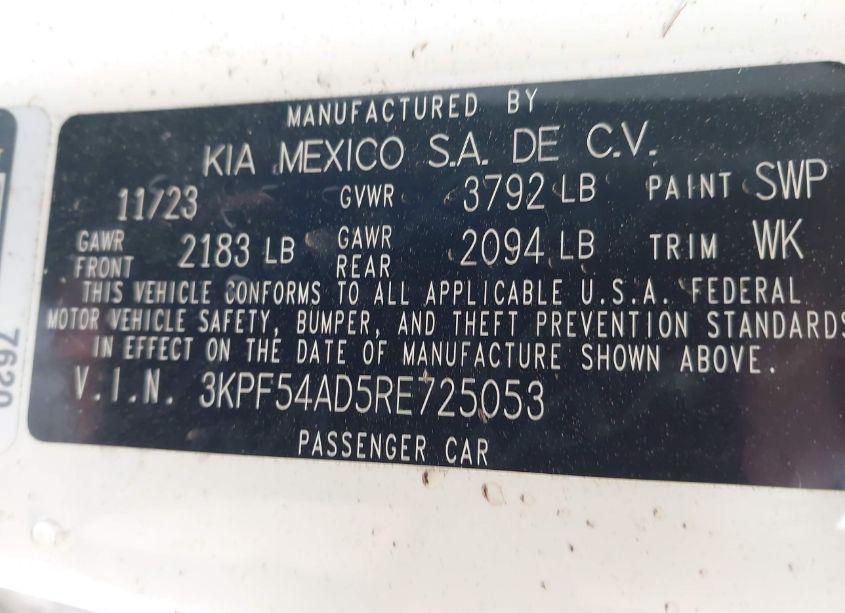 MANUFACTURED BY
KIA MEXICO S.A. DE C.V.
11/23 GVWR 3792 LB PAINT SWP
GAWR FRONT 2183 LB GAWR REAR 2094 LB TRIM WK
THIS VEHICLE CONFORMS TO ALL APPLICABLE U.S.A. FEDERAL
MOTOR VEHICLE SAFETY, BUMPER, AND THEFT PREVENTION STANDARDS
IN EFFECT ON THE DATE OF MANUFACTURE SHOWN ABOVE.
V.I.N. 3KPF54AD5RE725053
PASSENGER CAR